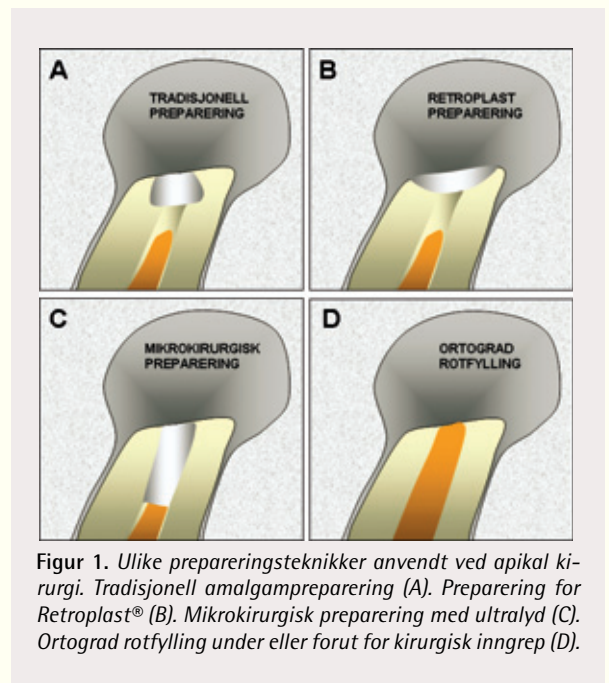 A
TRADISJONELL
PREPARERING
B
RETROPLAST
PREPARERING
C
MIKROKIRURGISK
PREPARERING
D
ORTOGRAD
ROTFYLLING
Figur 1. Ulike prepareringsteknikker anvendt ved apikal ki-
rurgi. Tradisjonell amalgampreparering (A). Preparering for
Retroplast® (B). Mikrokirurgisk preparering med ultralyd (C).
Ortograd rotfylling under eller forut for kirurgisk inngrep (D).